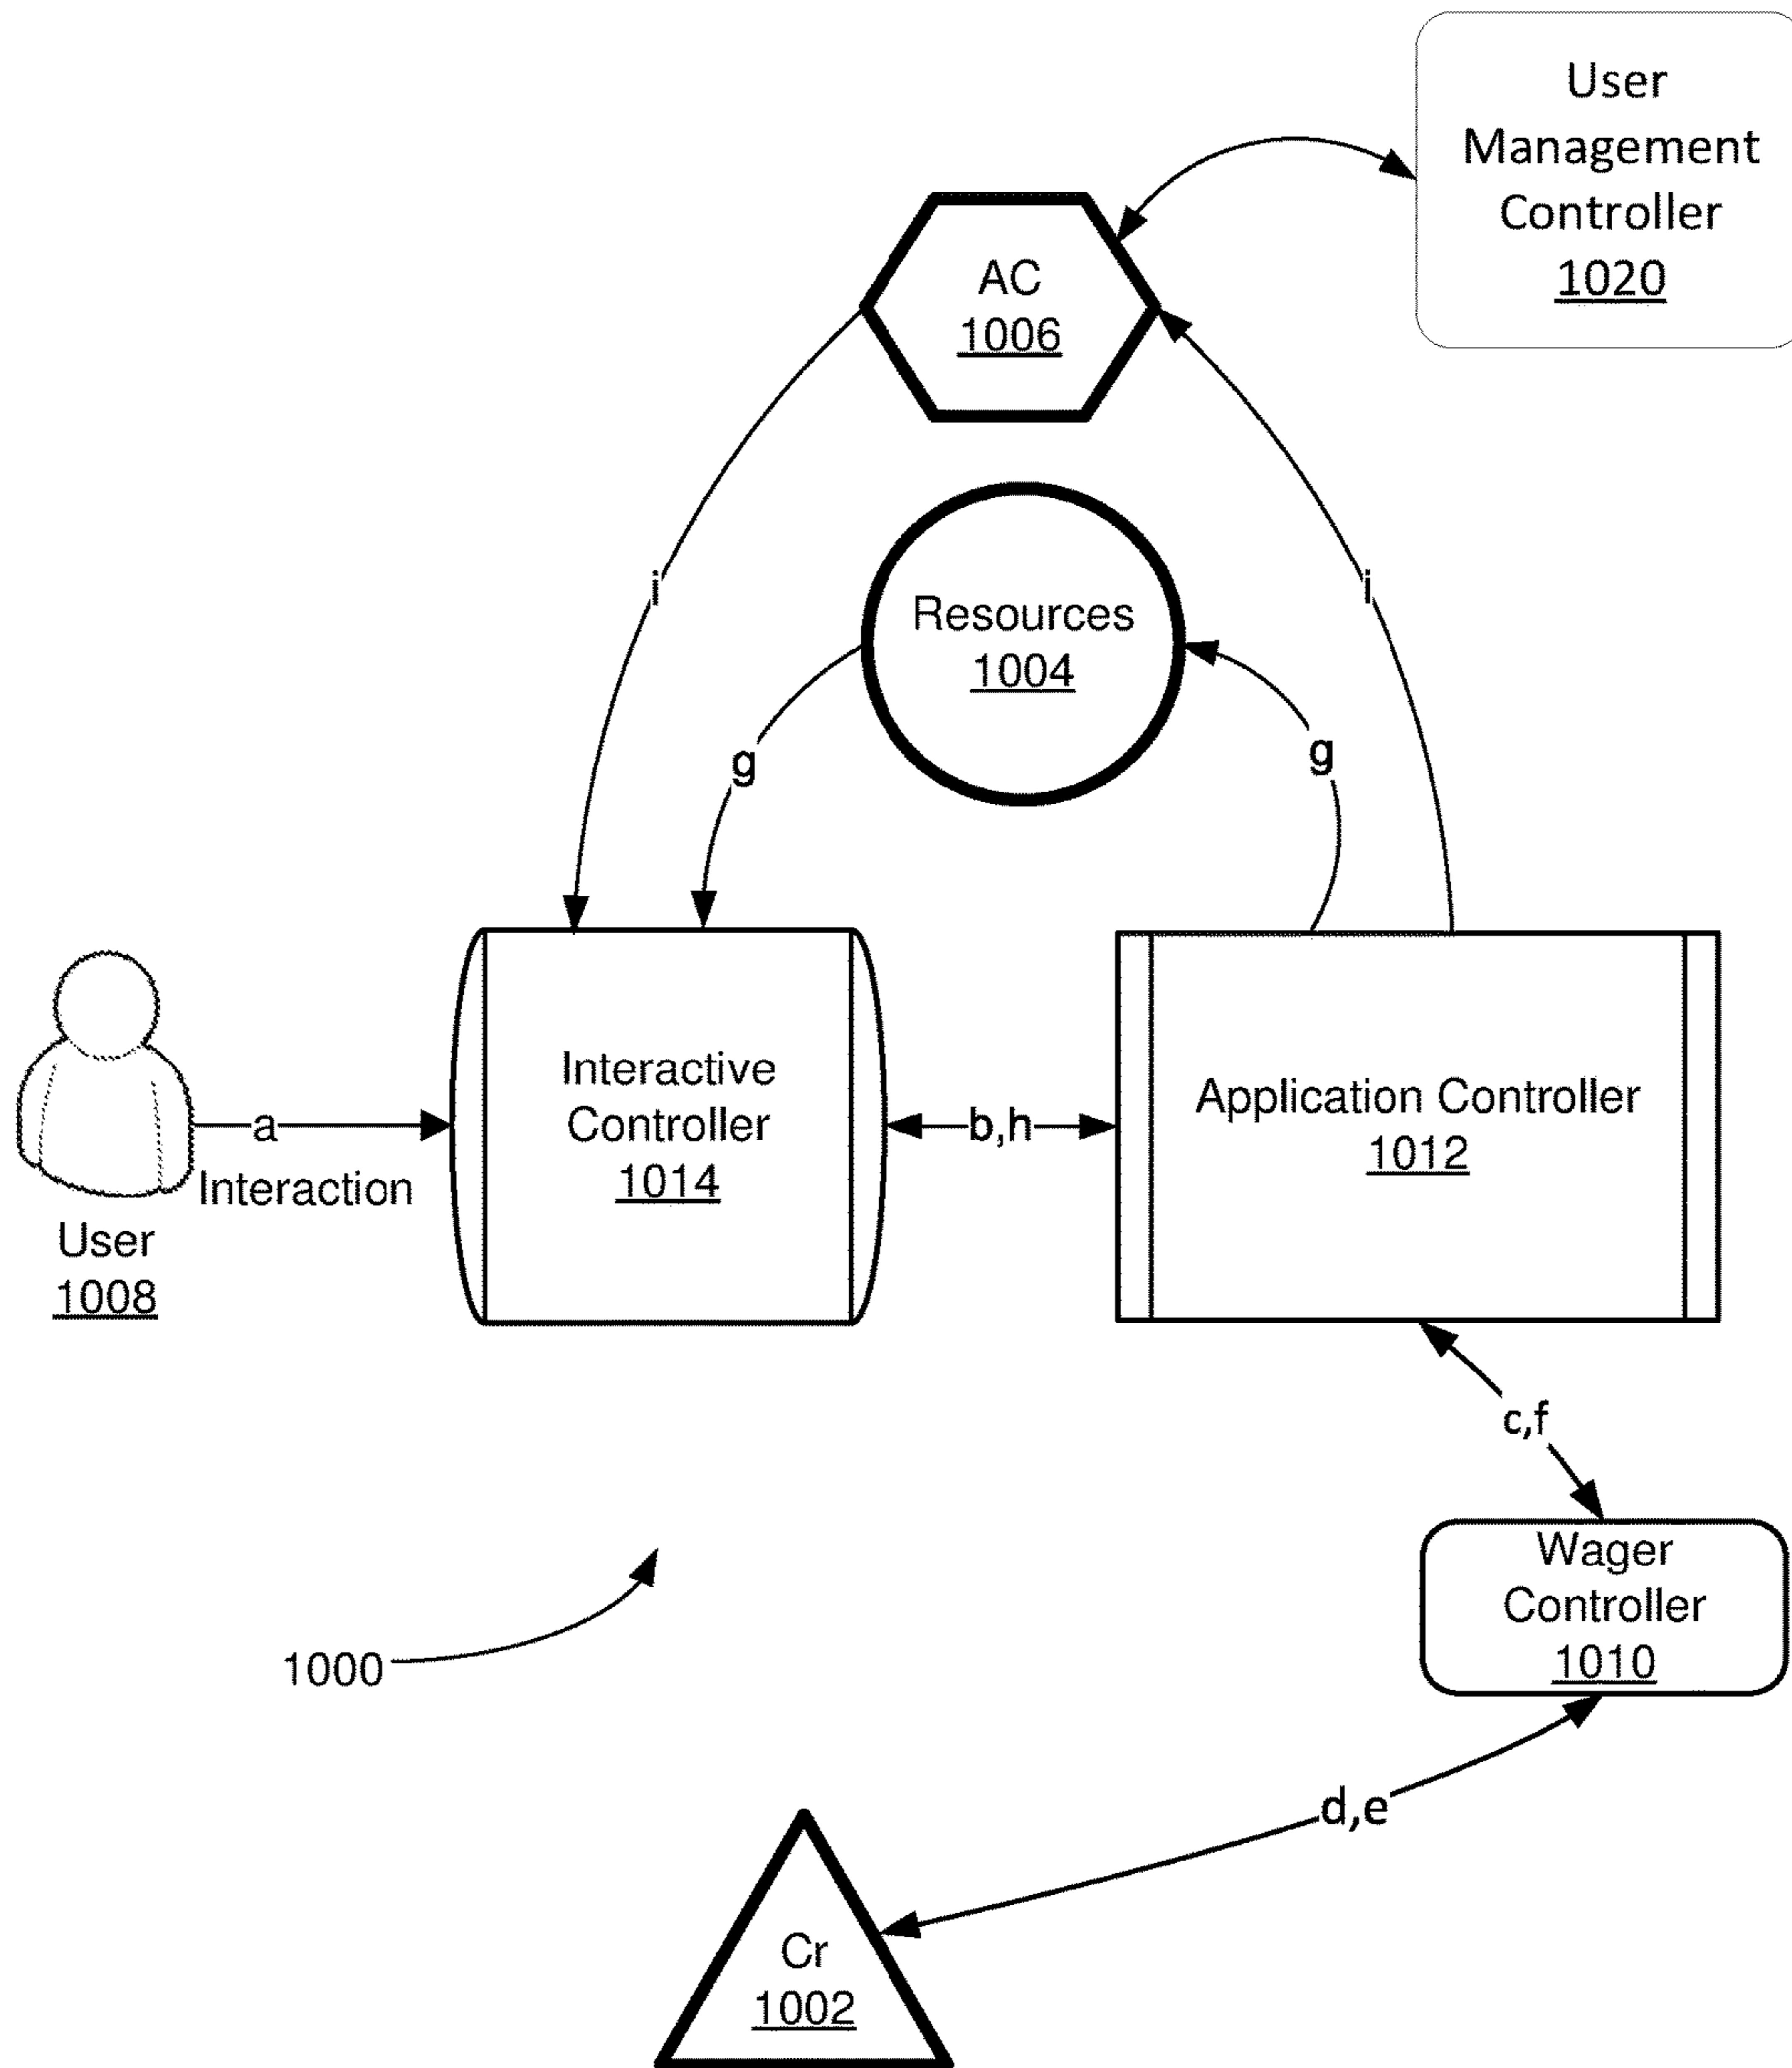 User
Management
Controller
1020
AC
1006
i
i
Resources
1004
g
g
Interactive
Controller
1014
Application Controller
1012
a
Interaction
b,h
User
1008
c,f
Wager
Controller
1010
1000
d,e
Cr
1002